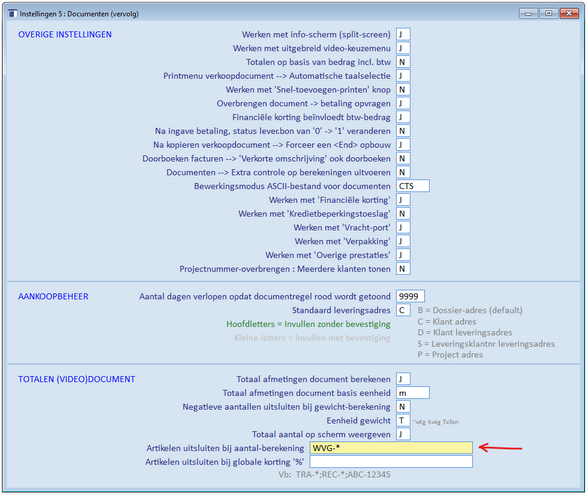 Instellingen 5 : Documenten (vervolg)
OVERIGE INSTELLINGEN
Werken met info-scherm (split-screen) J
Werken met uitgebreid video-keuzemenu J
Totalen op basis van bedrag incl. btw N
Printmenu verkoopdocument --> Automatische taalselectie J
Werken met 'Snel-toevoegen-printen' knop N
Overbrengen document -> betaling opvragen J
Financiële korting beïnvloedt btw-bedrag J
Na ingave betaling, status lever.bon van '0' -> '1' veranderen N
Na kopieren verkoopdocument --> Forceer een <End> opbouw J
Doorboeken facturen --> 'Verkorte omschrijving' ook doorboeken N
Documenten --> Extra controle op berekeningen uitvoeren N
Bewerkingsmodus ASCII-bestand voor documenten CTS
Werken met 'Financiële korting' J
Werken met 'Kredietbeperkingstoeslag' N
Werken met 'Vracht-port' J
Werken met 'Verpakking' J
Werken met 'Overige prestaties' J
Projectnummer-overbrengen : Meerdere klanten tonen N
AANKOOPBEHEER
Aantal dagen verlopen opdat documentregel rood wordt getoond 9999
Standaard leveringsadres C B = Dossier-adres (default)
C = Klant adres
Hoofdletters = Invullen zonder bevestiging
D = Klant leveringsadres
Kleine letters = Invullen met bevestiging
S = Leveringsklantnr leveringsadres
P = Project adres
TOTALEN (VIDEO)DOCUMENT
Totaal afmetingen document berekenen J
Totaal afmetingen document basis eenheid m
Negatieve aantallen uitsluiten bij gewicht-berekening N
Eenheid gewicht T ' '=Kg K=kg T=Ton
Totaal aantal op scherm weergeven J
Artikelen uitsluiten bij aantal-berekening WVG-*
Artikelen uitsluiten bij globale korting '%'
Vb: TRA-*;REC-*;ABC-12345